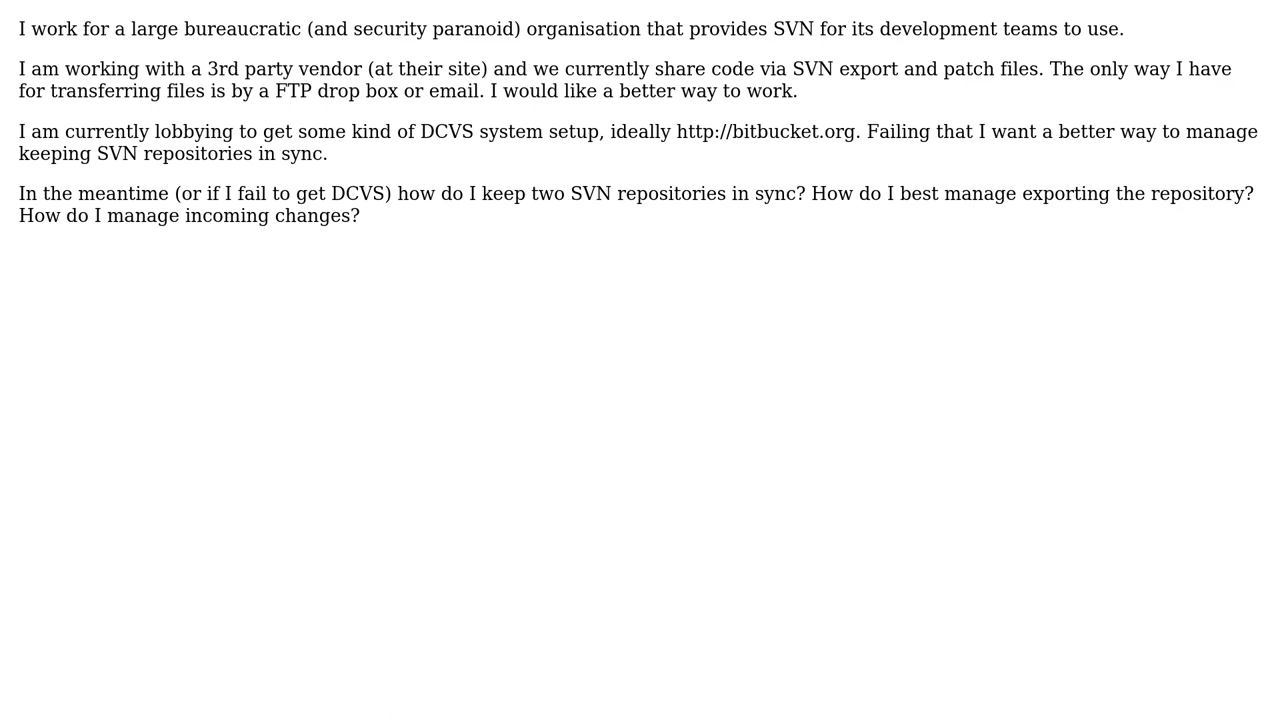 I work for a large bureaucratic (and security paranoid) organisation that provides SVN for its development teams to use.
I am working with a 3rd party vendor (at their site) and we currently share code via SVN export and patch files. The only way I have
for transferring files is by a FTP drop box or email. I would like a better way to work.
I am currently lobbying to get some kind of DCVS system setup, ideally http://bitbucket.org. Failing that I want a better way to manage
keeping SVN repositories in sync.
In the meantime (or if I fail to get DCVS) how do I keep two SVN repositories in sync? How do I best manage exporting the repository?
How do I manage incoming changes?